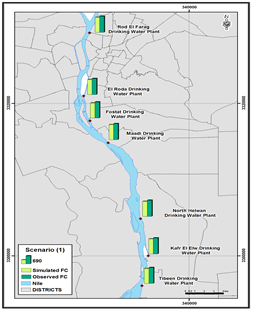 340000
Rod El Farag
Drinking Water Plant
El Roda Drinking
Water Plant
Fostat Drinking
Water Plant
Maadi Drinking
Water Plant
North Helwan
Drinking Water Plant
Kafr El Elw Drinking
Water Plant
Tibeen Drinking
Water Plant
Scenario (1)
690
Simulated FC
Observed FC
Nile
DISTRICTS
340000